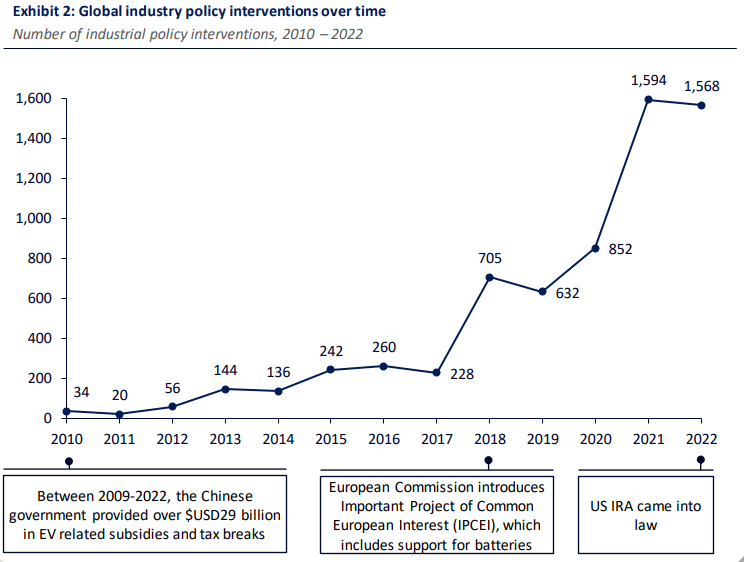 Exhibit 2: Global industry policy interventions over time
Number of industrial policy interventions, 2010 – 2022
1,600
1,400
1,200
1,000
800
600
400
200
0
34
20
56
144
136
242
260
228
705
632
852
1,594
1,568
2010 2011 2012 2013 2014 2015 2016 2017 2018 2019 2020 2021 2022
Between 2009-2022, the Chinese
government provided over $USD29 billion
in EV related subsidies and tax breaks
European Commission introduces
Important Project of Common
European Interest (IPCEI), which
includes support for batteries
US IRA came into
law